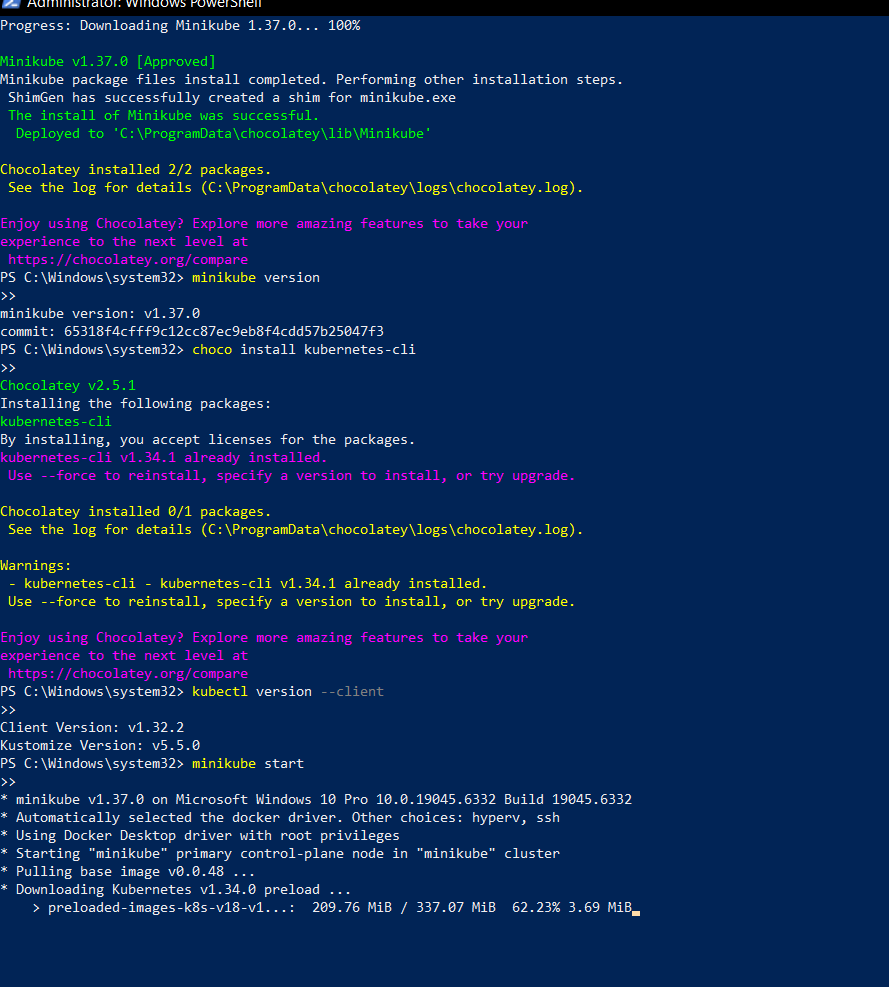 Administrator: Windows PowerShell
Progress: Downloading Minikube 1.37.0... 100%
Minikube v1.37.0 [Approved]
Minikube package files install completed. Performing other installation steps.
 ShimGen has successfully created a shim for minikube.exe
 The install of Minikube was successful.
  Deployed to 'C:\ProgramData\chocolatey\lib\Minikube'
Chocolatey installed 2/2 packages.
 See the log for details (C:\ProgramData\chocolatey\logs\chocolatey.log).
Enjoy using Chocolatey? Explore more amazing features to take your
experience to the next level at
 https://chocolatey.org/compare
PS C:\Windows\system32> minikube version
>>
minikube version: v1.37.0
commit: 65318f4cfff9c12cc87ec9eb8f4cdd57b25047f3
PS C:\Windows\system32> choco install kubernetes-cli
>>
Chocolatey v2.5.1
Installing the following packages:
kubernetes-cli
By installing, you accept licenses for the packages.
kubernetes-cli v1.34.1 already installed.
 Use --force to reinstall, specify a version to install, or try upgrade.
Chocolatey installed 0/1 packages.
 See the log for details (C:\ProgramData\chocolatey\logs\chocolatey.log).
Warnings:
 - kubernetes-cli - kubernetes-cli v1.34.1 already installed.
 Use --force to reinstall, specify a version to install, or try upgrade.
Enjoy using Chocolatey? Explore more amazing features to take your
experience to the next level at
 https://chocolatey.org/compare
PS C:\Windows\system32> kubectl version --client
>>
Client Version: v1.32.2
Kustomize Version: v5.5.0
PS C:\Windows\system32> minikube start
>>
* minikube v1.37.0 on Microsoft Windows 10 Pro 10.0.19045.6332 Build 19045.6332
* Automatically selected the docker driver. Other choices: hyperv, ssh
* Using Docker Desktop driver with root privileges
* Starting "minikube" primary control-plane node in "minikube" cluster
* Pulling base image v0.0.48 ...
* Downloading Kubernetes v1.34.0 preload ...
    > preloaded-images-k8s-v18-v1...:  209.76 MiB / 337.07 MiB  62.23% 3.69 MiB